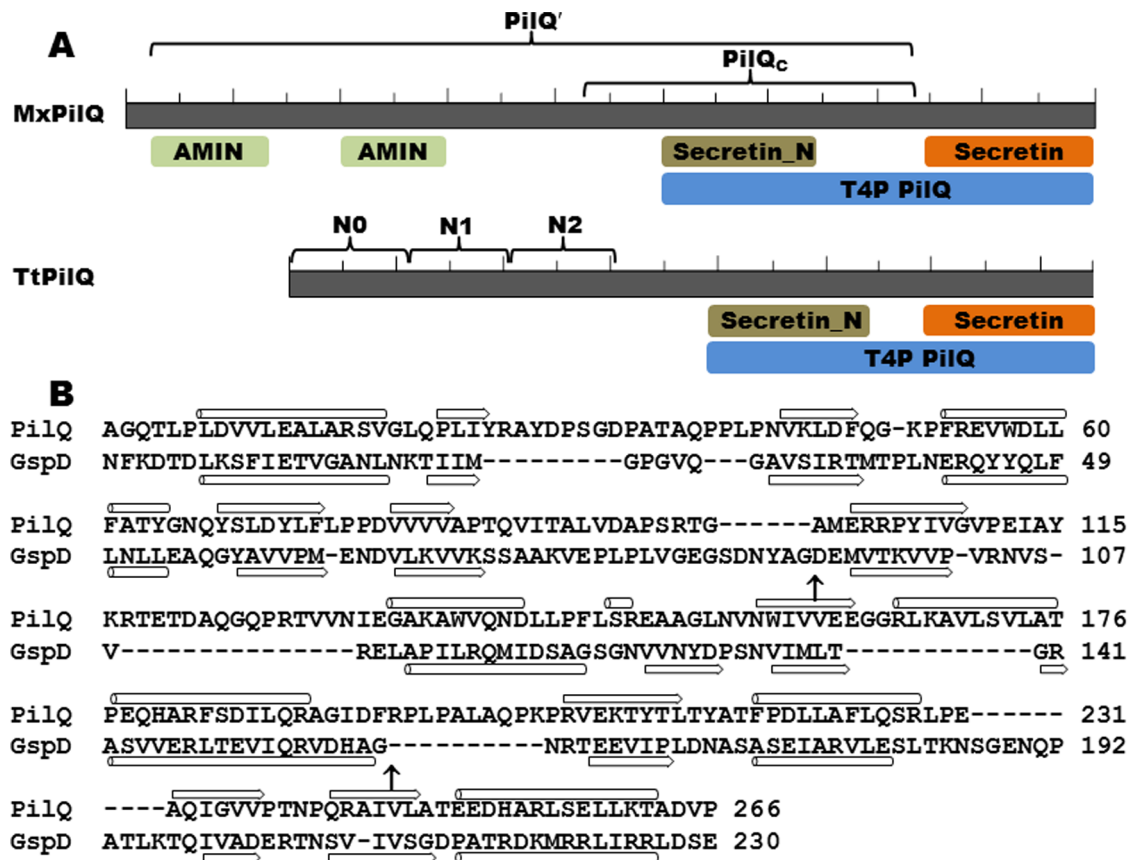 A
PilQ′
PilQC
MxPilQ
AMIN AMIN Secretin_N Secretin
T4P PilQ
N0 N1 N2
TtPilQ
Secretin_N Secretin
T4P PilQ
B
PilQ AGQTLPLDVVLEALARSVGLQPLIYRAYDPSGDPATAQPPLPNVKLDFQG-KPFREVWDLL 60
GspD NFKDTDLKSFIETVGANLNKTIIM---------GPGVQ---GAVSIRTMTPLNERQYYQLF 49
PilQ FATYGNQYSLDYLFLPPDVVVVAPTQVITALVDAPSRTG------AMERRPYIVGVPEIAY 115
GspD LNLLEAQGYAVVPM-ENDVLKVVKSSAAKVEPLPLVGEGSDNYAGDEMVTKVVP-VRNVS- 107
PilQ KRTETDAQGQPRTVVNIEGAKAWVQNDLLPFLSREAAGLNVNWIVVEEGGRLKAVLSVLAT 176
GspD V---------------RELAPILRQMIDSAGSGNVVNYDPSNVIMLT------------GR 141
PilQ PEQHARFSDILQRAGIDFRPLPALAQPKPRVEKTYTLTYATFPDLLAFLQSRLPE------ 231
GspD ASVVERLTEVIQRVDHAG----------NRTEEVIPLDNASASEIARVLESLTKNSGENQP 192
PilQ ----AQIGVVPTNPQRAIVLATEEDHARLSELLKTADVP 266
GspD ATLKTQIVADERTNSV-IVSGDPATRDKMRRLIRRLDSE 230